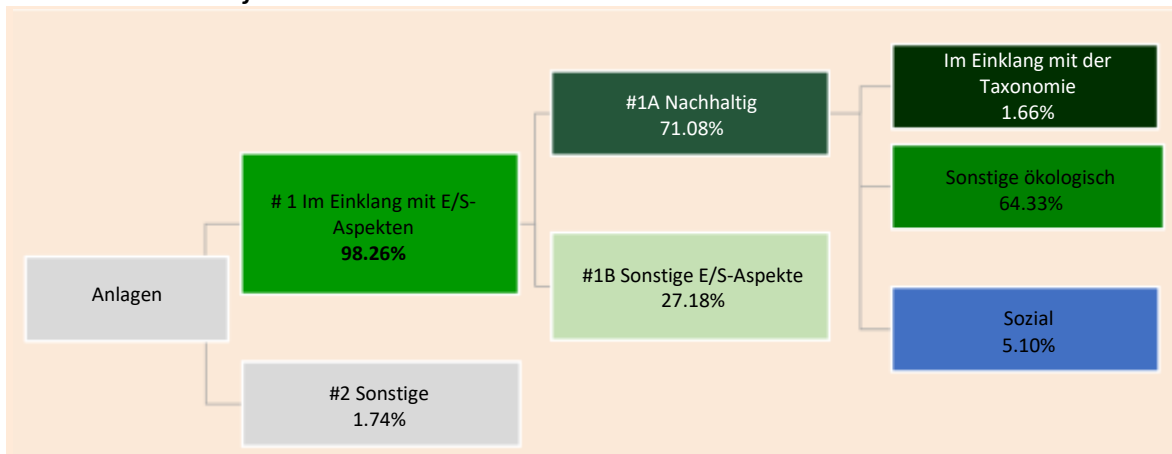 Anlagen
# 1 Im Einklang mit E/S-
Aspekten
98.26%
#2 Sonstige
1.74%
#1A Nachhaltig
71.08%
#1B Sonstige E/S-Aspekte
27.18%
Im Einklang mit der
Taxonomie
1.66%
Sonstige ökologisch
64.33%
Sozial
5.10%